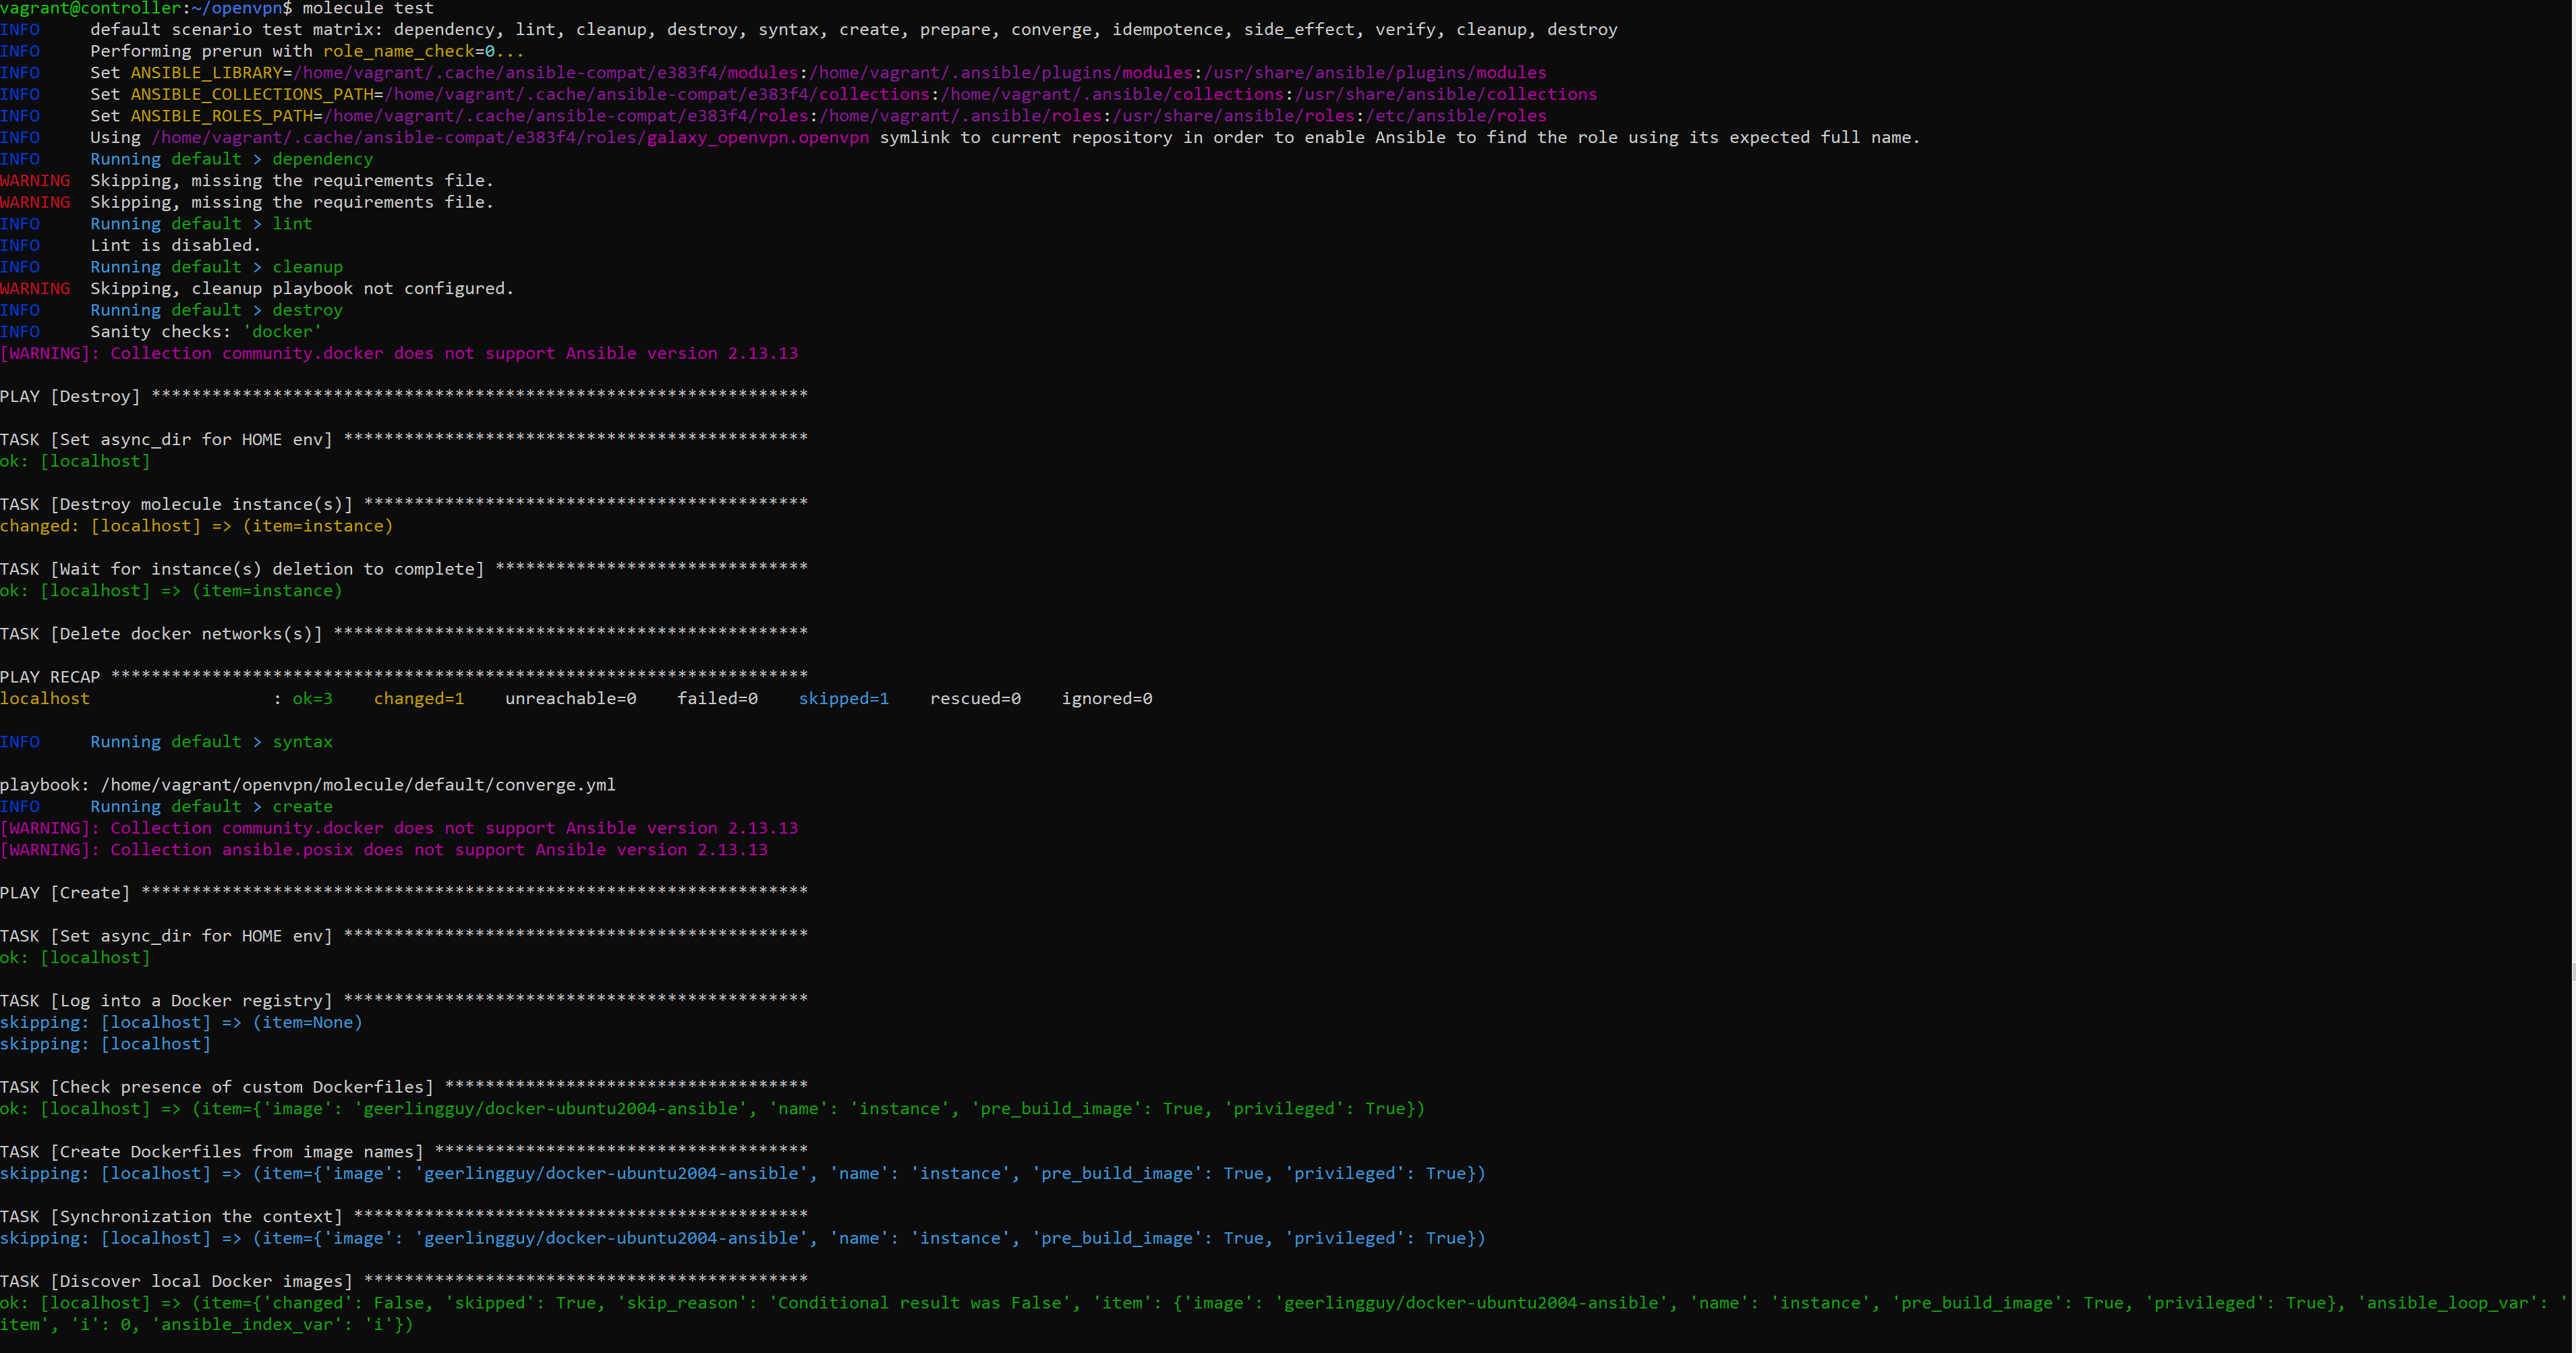 vagrant@controller:~/openvpn$ molecule test
INFO     default scenario test matrix: dependency, lint, cleanup, destroy, syntax, create, prepare, converge, idempotence, side_effect, verify, cleanup, destroy
INFO     Performing prerun with role_name_check=0...
INFO     Set ANSIBLE_LIBRARY=/home/vagrant/.cache/ansible-compat/e383f4/modules:/home/vagrant/.ansible/plugins/modules:/usr/share/ansible/plugins/modules
INFO     Set ANSIBLE_COLLECTIONS_PATH=/home/vagrant/.cache/ansible-compat/e383f4/collections:/home/vagrant/.ansible/collections:/usr/share/ansible/collections
INFO     Set ANSIBLE_ROLES_PATH=/home/vagrant/.cache/ansible-compat/e383f4/roles:/home/vagrant/.ansible/roles:/usr/share/ansible/roles:/etc/ansible/roles
INFO     Using /home/vagrant/.cache/ansible-compat/e383f4/roles/galaxy_openvpn.openvpn symlink to current repository in order to enable Ansible to find the role using its expected full name.
INFO     Running default > dependency
WARNING  Skipping, missing the requirements file.
WARNING  Skipping, missing the requirements file.
INFO     Running default > lint
INFO     Lint is disabled.
INFO     Running default > cleanup
WARNING  Skipping, cleanup playbook not configured.
INFO     Running default > destroy
INFO     Sanity checks: 'docker'
[WARNING]: Collection community.docker does not support Ansible version 2.13.13
PLAY [Destroy] *****************************************************************
TASK [Set async_dir for HOME env] **********************************************
ok: [localhost]
TASK [Destroy molecule instance(s)] ********************************************
changed: [localhost] => (item=instance)
TASK [Wait for instance(s) deletion to complete] *******************************
ok: [localhost] => (item=instance)
TASK [Delete docker networks(s)] ***********************************************
PLAY RECAP *********************************************************************
localhost                  : ok=3    changed=1    unreachable=0    failed=0    skipped=1    rescued=0    ignored=0
INFO     Running default > syntax
playbook: /home/vagrant/openvpn/molecule/default/converge.yml
INFO     Running default > create
[WARNING]: Collection community.docker does not support Ansible version 2.13.13
[WARNING]: Collection ansible.posix does not support Ansible version 2.13.13
PLAY [Create] ******************************************************************
TASK [Set async_dir for HOME env] **********************************************
ok: [localhost]
TASK [Log into a Docker registry] **********************************************
skipping: [localhost] => (item=None)
skipping: [localhost]
TASK [Check presence of custom Dockerfiles] ************************************
ok: [localhost] => (item={'image': 'geerlingguy/docker-ubuntu2004-ansible', 'name': 'instance', 'pre_build_image': True, 'privileged': True})
TASK [Create Dockerfiles from image names] *************************************
skipping: [localhost] => (item={'image': 'geerlingguy/docker-ubuntu2004-ansible', 'name': 'instance', 'pre_build_image': True, 'privileged': True})
TASK [Synchronization the context] *********************************************
skipping: [localhost] => (item={'image': 'geerlingguy/docker-ubuntu2004-ansible', 'name': 'instance', 'pre_build_image': True, 'privileged': True})
TASK [Discover local Docker images] ********************************************
ok: [localhost] => (item={'changed': False, 'skipped': True, 'skip_reason': 'Conditional result was False', 'item': {'image': 'geerlingguy/docker-ubuntu2004-ansible', 'name': 'instance', 'pre_build_image': True, 'privileged': True}, 'ansible_loop_var': '
item', 'i': 0, 'ansible_index_var': 'i'})